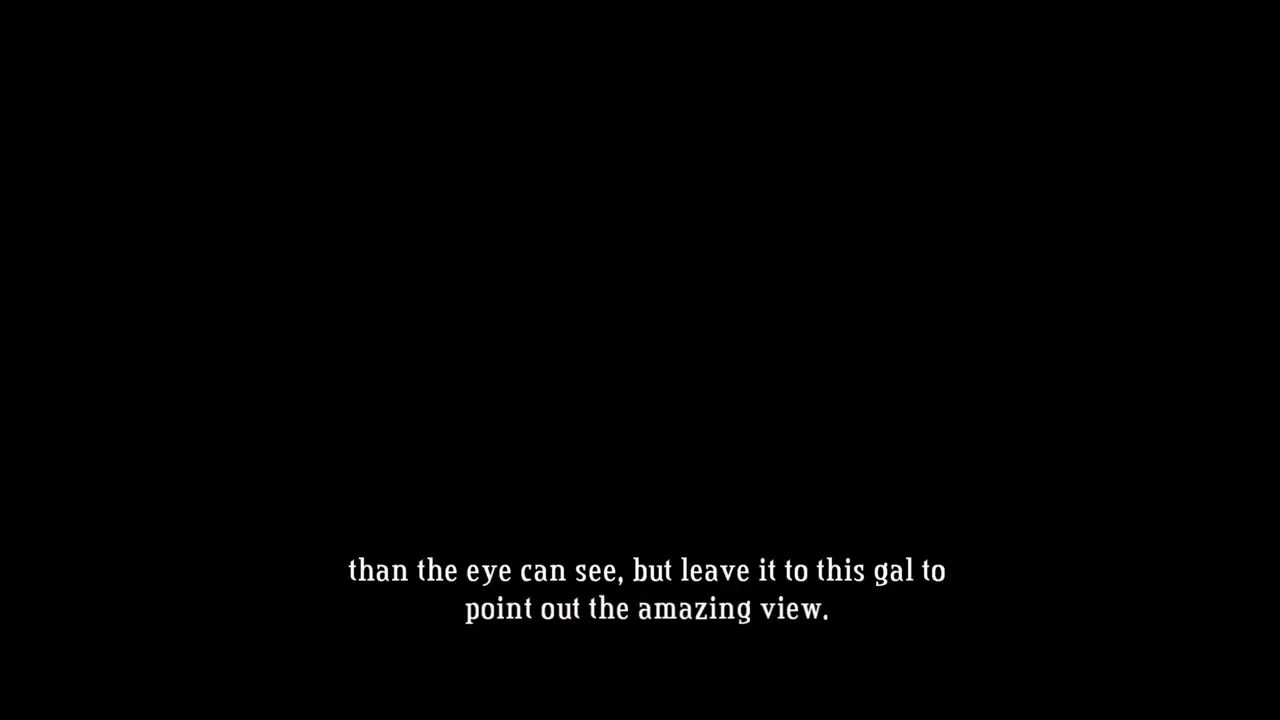 than the eye can see, but leave it to this gal to
point out the amazing view.